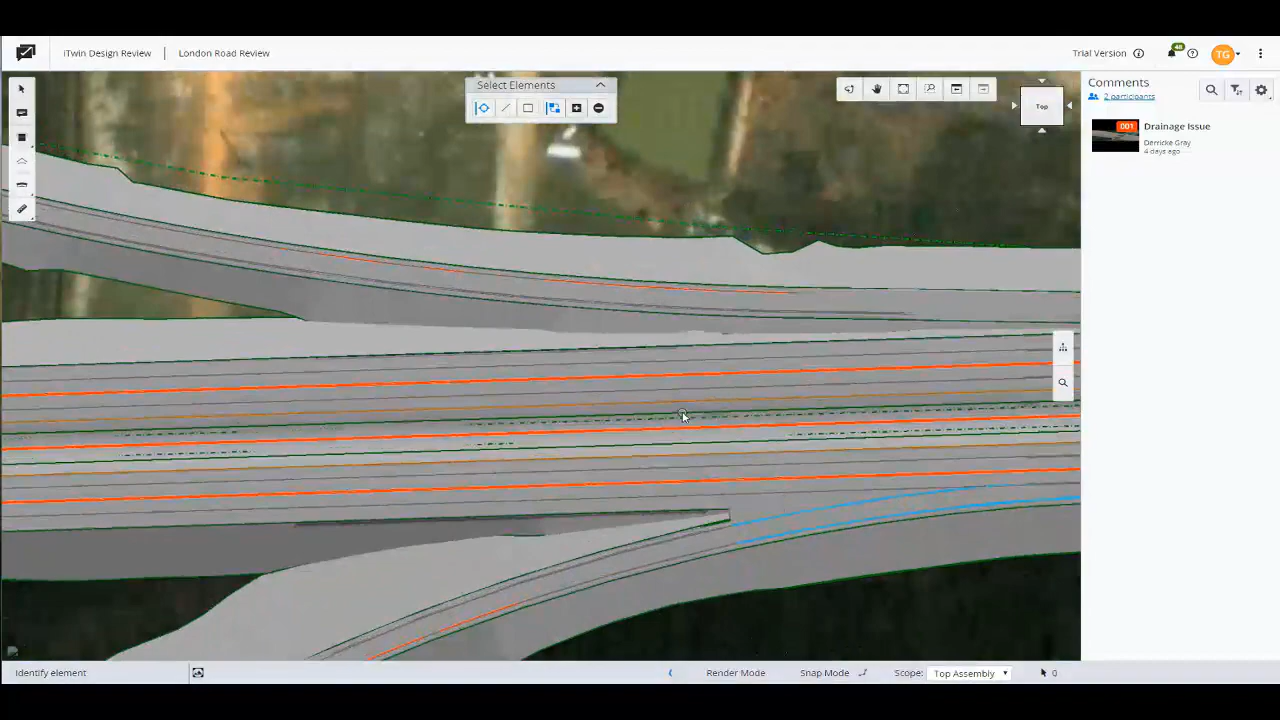 iTwin Design Review London Road Review
Trial Version
48
TG
Select Elements
Top
Comments
2 participants
001
Drainage Issue
Derricke Gray
4 days ago
Identify element
Render Mode
Snap Mode
Scope: Top Assembly
0